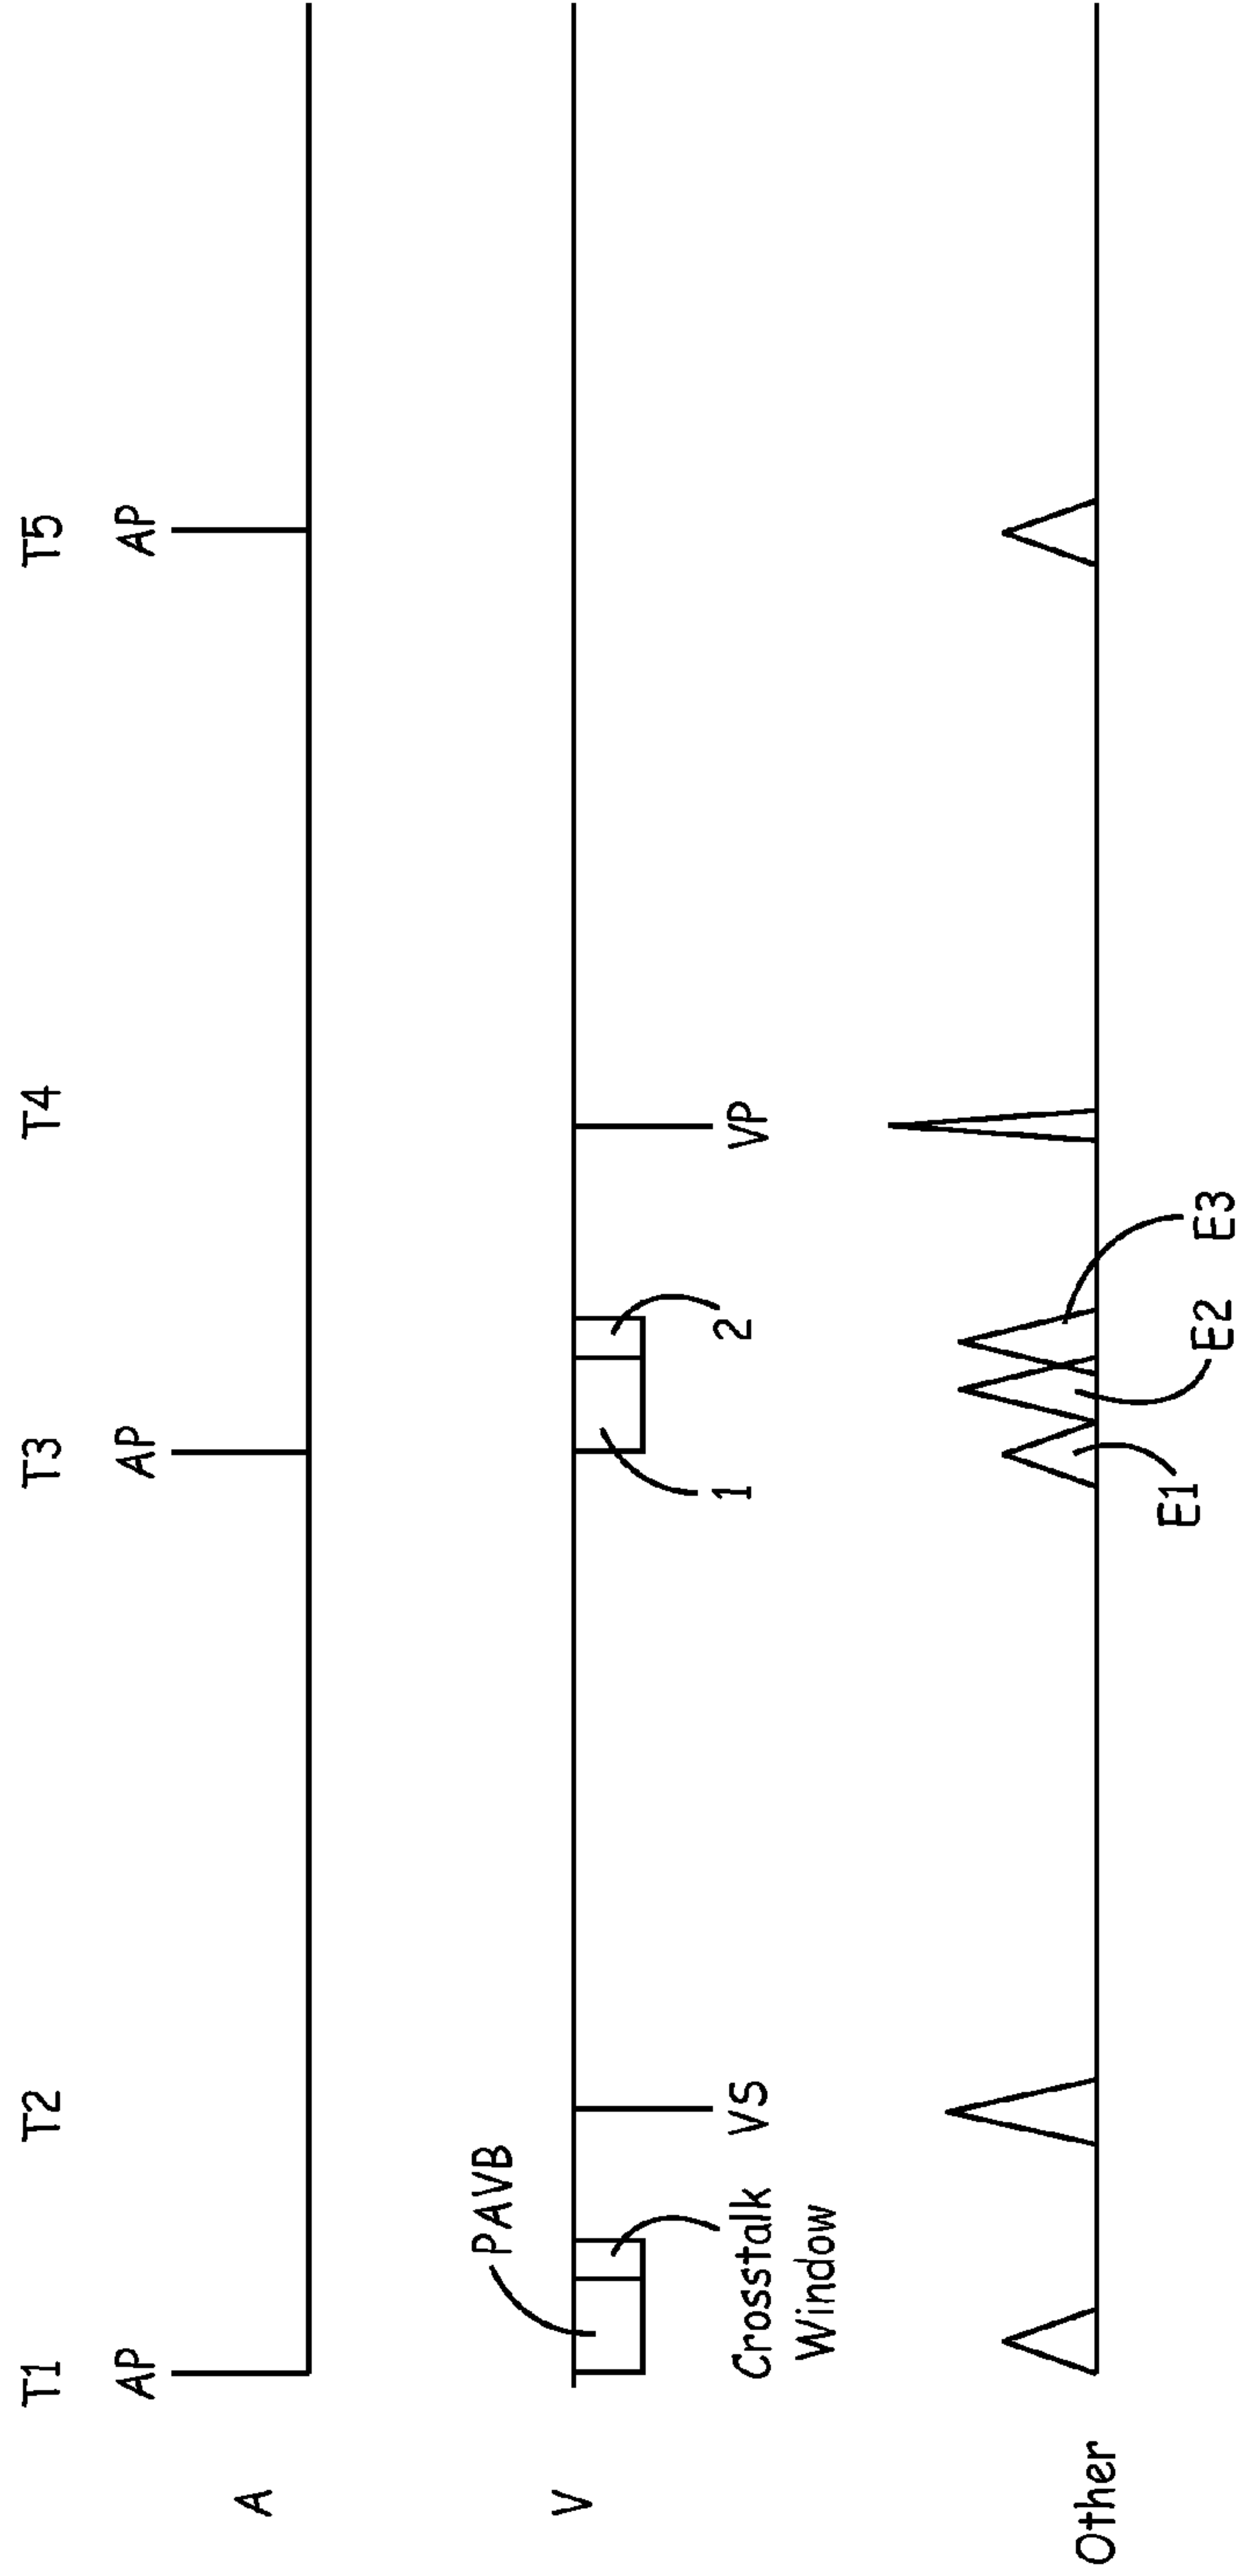 T1 T2 T3 T4 T5
AP AP AP AP
A
PAVB
V
1 2
VS VP
Crosstalk
Window
Other
E1 E2 E3